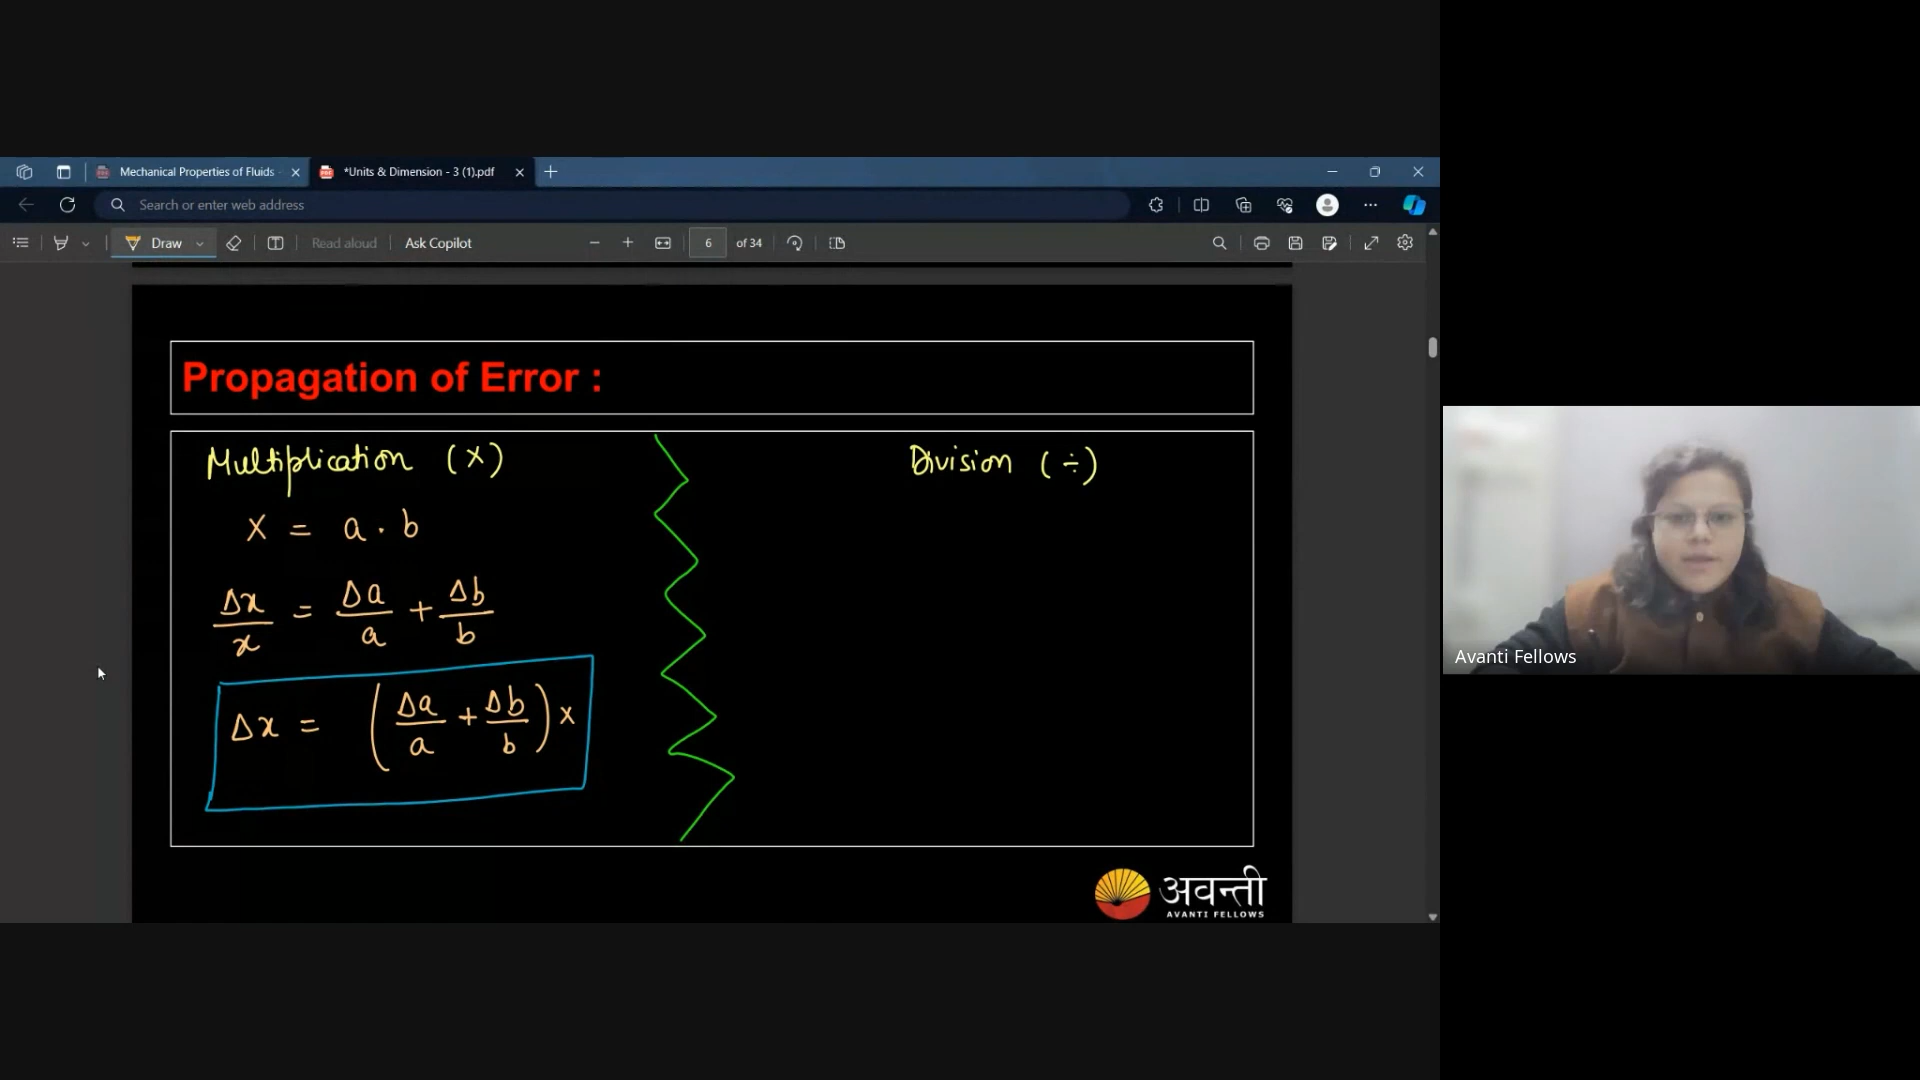 Mechanical Properties of Fluids -
*Units & Dimension - 3 (1).pdf
Search or enter web address
Draw
Read aloud
Ask Copilot
6 of 34
Propagation of Error :
Multiplication (×)
X = a · b
Δx/x = Δa/a + Δb/b
Δx = (Δa/a + Δb/b) x
Division (÷)
अवन्ती
AVANTI FELLOWS
Avanti Fellows